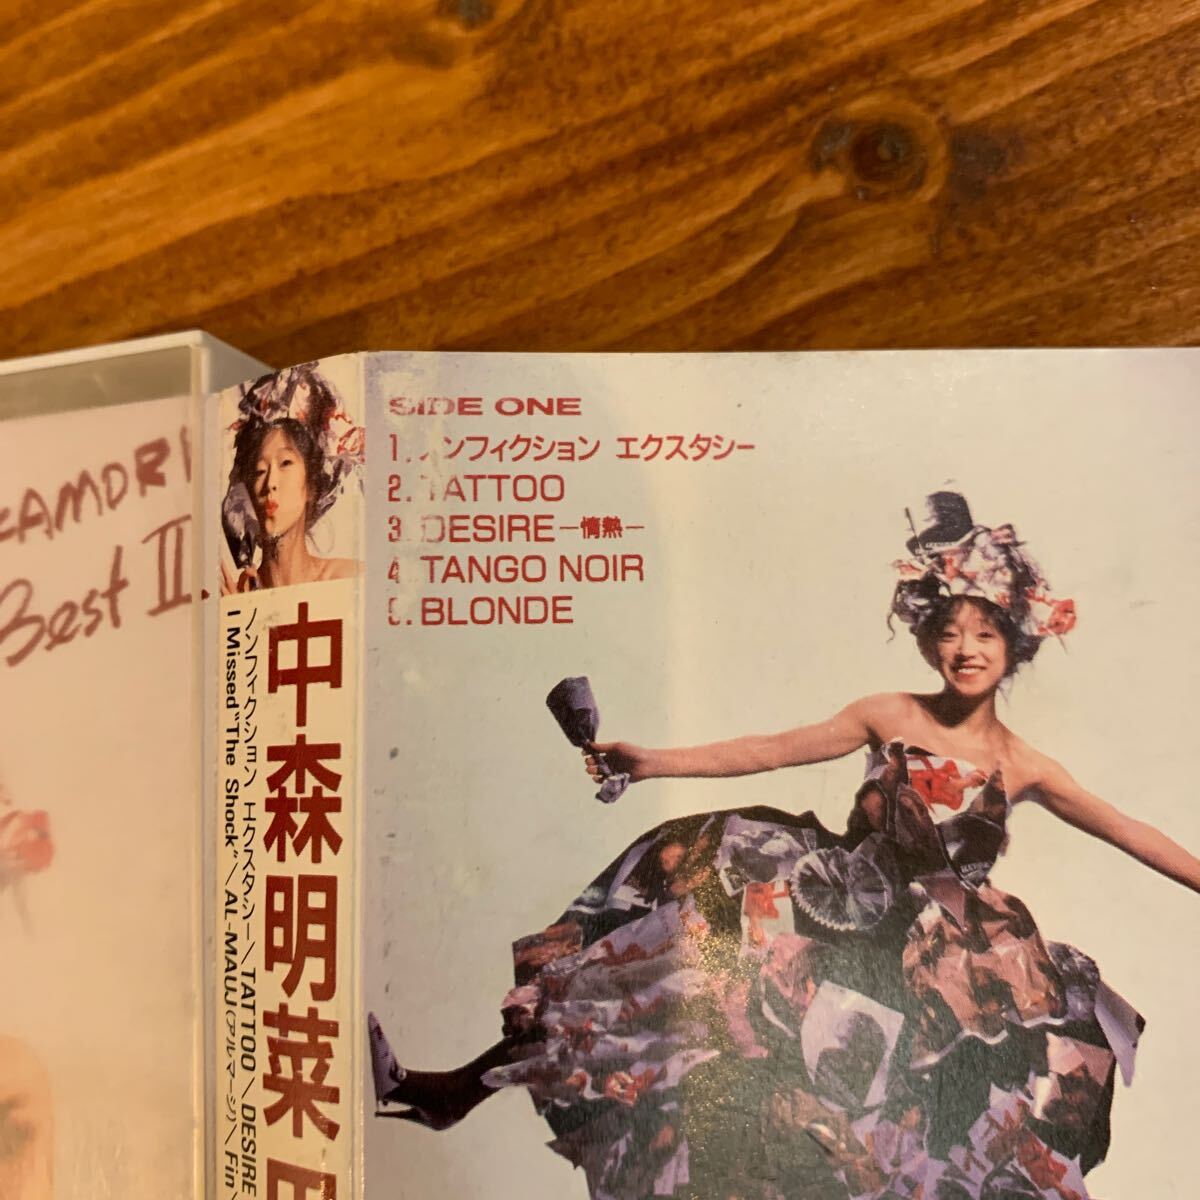 KAMORI
Best II.
ノンフィクション エクスタシー/TATTOO/DESIRE
I Missed "The Shock"/AL-MAUJ(アルマージ)/Fin/
中森明菜
SIDE ONE
1. ノンフィクション エクスタシー
2. TATTOO
3. DESIRE—情熱—
4. TANGO NOIR
5. BLONDE